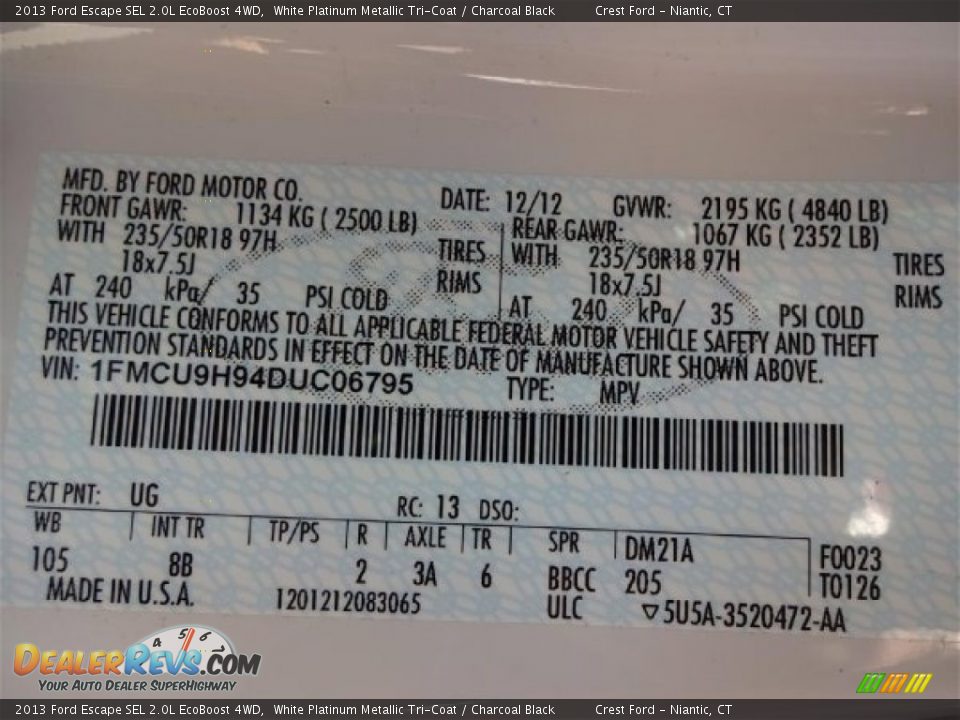 2013 Ford Escape SEL 2.0L EcoBoost 4WD, White Platinum Metallic Tri-Coat / Charcoal Black Crest Ford - Niantic, CT
MFD. BY FORD MOTOR CO. DATE: 12/12 GVWR: 2195 KG ( 4840 LB)
FRONT GAWR: 1134 KG ( 2500 LB) REAR GAWR: 1067 KG ( 2352 LB)
WITH 235/50R18 97H TIRES WITH 235/50R18 97H TIRES
18x7.5J RIMS 18x7.5J RIMS
AT 240 kPa/ 35 PSI COLD AT 240 kPa/ 35 PSI COLD
THIS VEHICLE CONFORMS TO ALL APPLICABLE FEDERAL MOTOR VEHICLE SAFETY AND THEFT
PREVENTION STANDARDS IN EFFECT ON THE DATE OF MANUFACTURE SHOWN ABOVE.
VIN: 1FMCU9H94DUC06795 TYPE: MPV
EXT PNT: UG RC: 13 DSO:
WB INT TR TP/PS R AXLE TR SPR DM21A F0023
105 8B 2 3A 6 BBCC 205 T0126
MADE IN U.S.A. 1201212083065 ULC ▽5U5A-3520472-AA
4 5 6
DEALERREVS.COM
YOUR AUTO DEALER SUPERHIGHWAY
2013 Ford Escape SEL 2.0L EcoBoost 4WD, White Platinum Metallic Tri-Coat / Charcoal Black Crest Ford - Niantic, CT